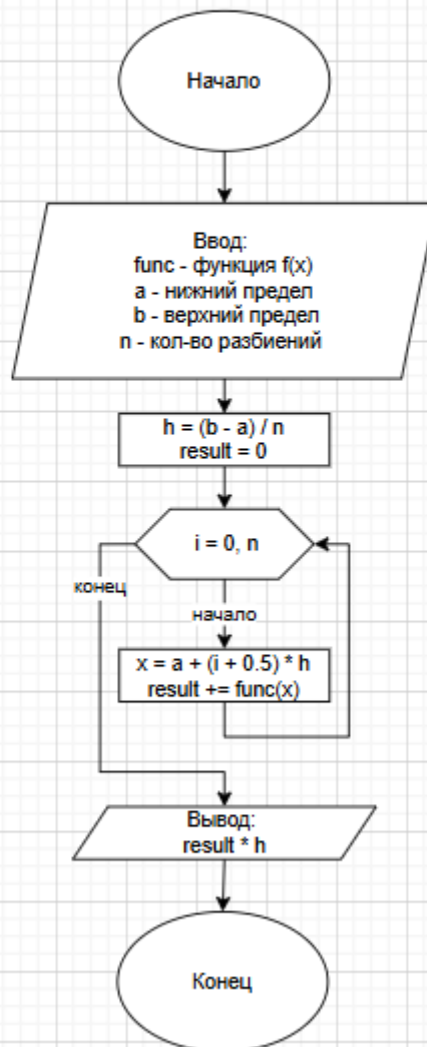 Начало
Ввод:
func - функция f(x)
a - нижний предел
b - верхний предел
n - кол-во разбиений
h = (b - a) / n
result = 0
i = 0, n
конец
начало
x = a + (i + 0.5) * h
result += func(x)
Вывод:
result * h
Конец